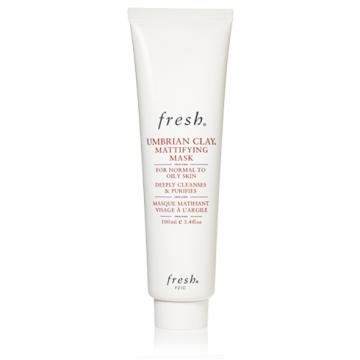 fresh®
UMBRIAN CLAY®
MATTIFYING
MASK
FOR NORMAL TO
OILY SKIN
DEEPLY CLEANSES
& PURIFIES
MASQUE MATIFIANT
VISAGE À L'ARGILE
100ml e 3.4fl.oz
fresh®